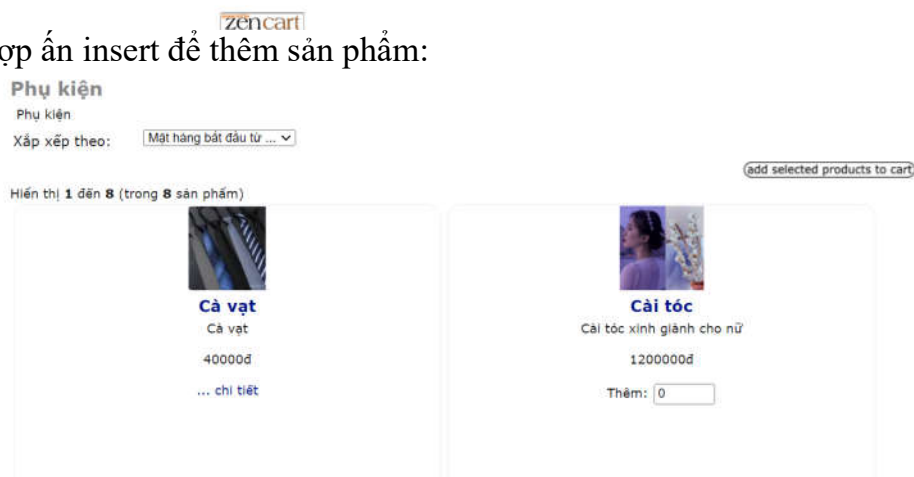 zencart
ợp ấn insert để thêm sản phẩm:
Phụ kiện
Phụ kiện
Xắp xếp theo: Mặt hàng bắt đầu từ ...
add selected products to cart
Hiển thị 1 đến 8 (trong 8 sản phẩm)
Cà vạt
Cài tóc
Cà vạt
Cài tóc xinh giành cho nữ
40000đ
1200000đ
... chi tiết
Thêm: 0